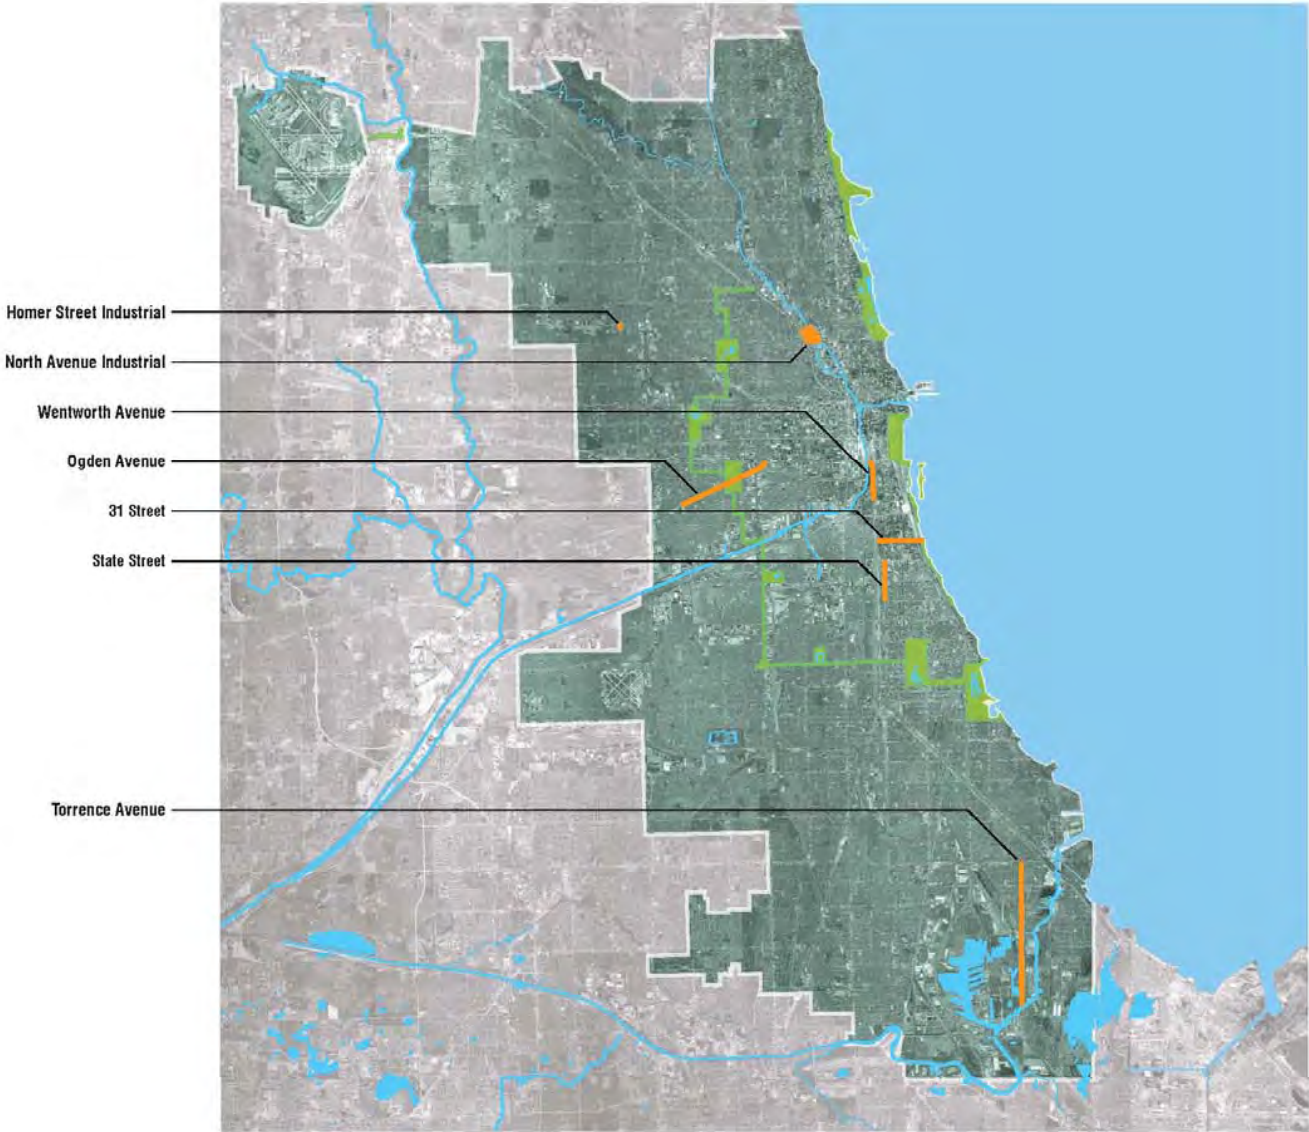 Homer Street Industrial
North Avenue Industrial
Wentworth Avenue
Ogden Avenue
31 Street
State Street
Torrence Avenue